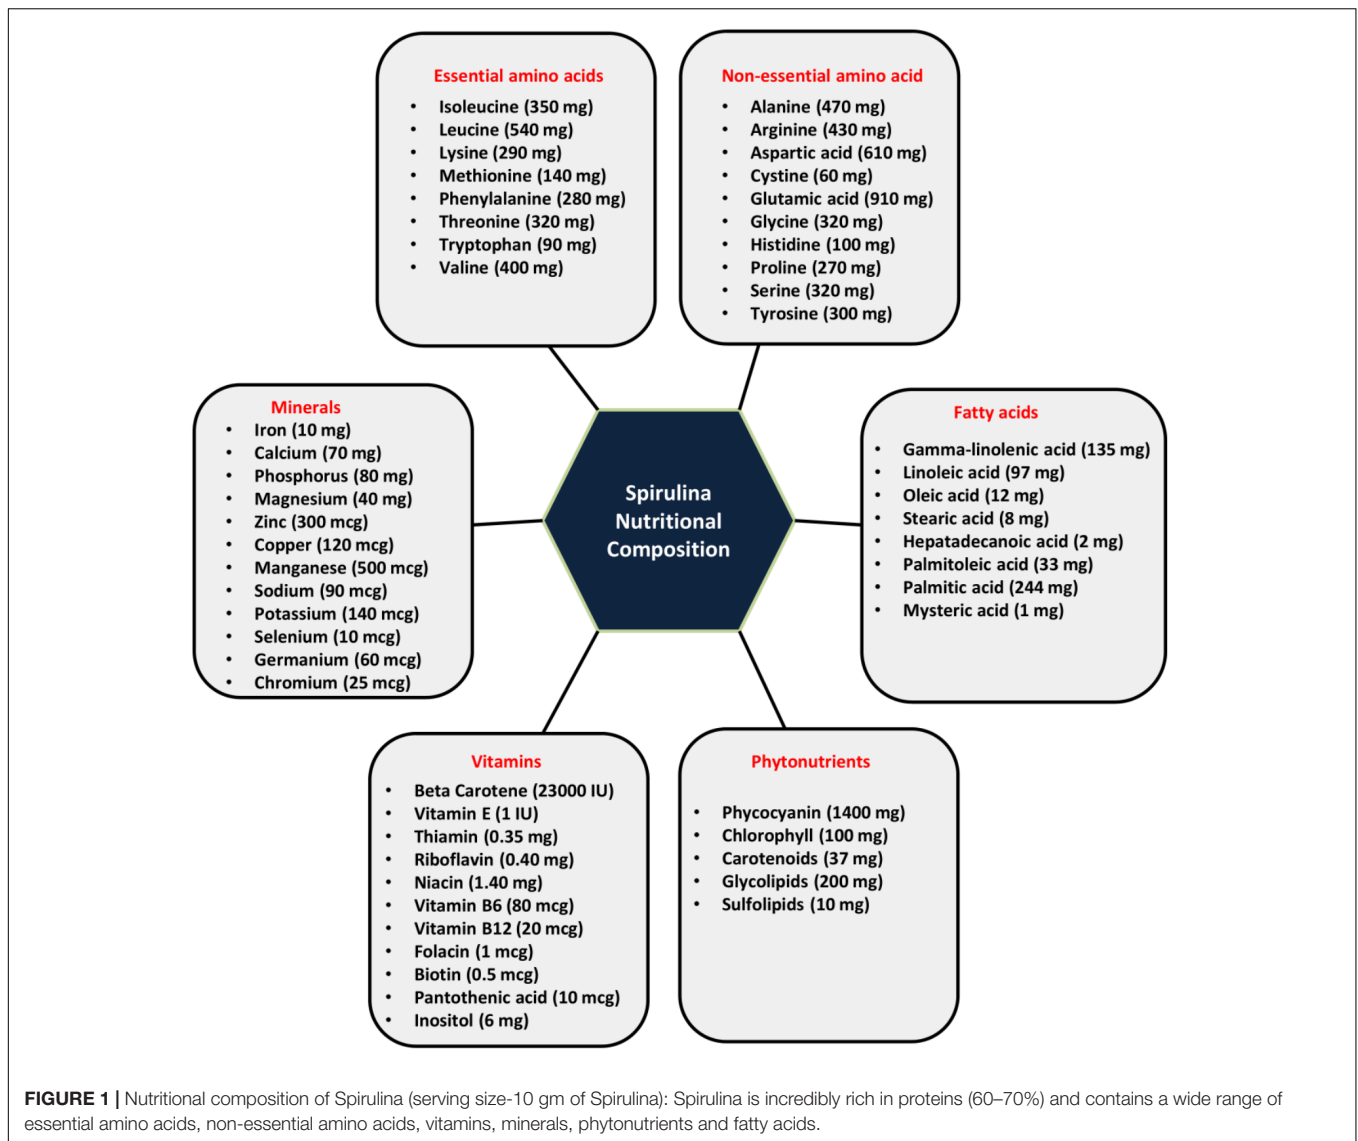 Essential amino acids
• Isoleucine (350 mg)
• Leucine (540 mg)
• Lysine (290 mg)
• Methionine (140 mg)
• Phenylalanine (280 mg)
• Threonine (320 mg)
• Tryptophan (90 mg)
• Valine (400 mg)
Non-essential amino acid
• Alanine (470 mg)
• Arginine (430 mg)
• Aspartic acid (610 mg)
• Cystine (60 mg)
• Glutamic acid (910 mg)
• Glycine (320 mg)
• Histidine (100 mg)
• Proline (270 mg)
• Serine (320 mg)
• Tyrosine (300 mg)
Minerals
• Iron (10 mg)
• Calcium (70 mg)
• Phosphorus (80 mg)
• Magnesium (40 mg)
• Zinc (300 mcg)
• Copper (120 mcg)
• Manganese (500 mcg)
• Sodium (90 mcg)
• Potassium (140 mcg)
• Selenium (10 mcg)
• Germanium (60 mcg)
• Chromium (25 mcg)
Spirulina
Nutritional
Composition
Fatty acids
• Gamma-linolenic acid (135 mg)
• Linoleic acid (97 mg)
• Oleic acid (12 mg)
• Stearic acid (8 mg)
• Hepatadecanoic acid (2 mg)
• Palmitoleic acid (33 mg)
• Palmitic acid (244 mg)
• Mysteric acid (1 mg)
Vitamins
• Beta Carotene (23000 IU)
• Vitamin E (1 IU)
• Thiamin (0.35 mg)
• Riboflavin (0.40 mg)
• Niacin (1.40 mg)
• Vitamin B6 (80 mcg)
• Vitamin B12 (20 mcg)
• Folacin (1 mcg)
• Biotin (0.5 mcg)
• Pantothenic acid (10 mcg)
• Inositol (6 mg)
Phytonutrients
• Phycocyanin (1400 mg)
• Chlorophyll (100 mg)
• Carotenoids (37 mg)
• Glycolipids (200 mg)
• Sulfolipids (10 mg)
FIGURE 1 | Nutritional composition of Spirulina (serving size-10 gm of Spirulina): Spirulina is incredibly rich in proteins (60–70%) and contains a wide range of
essential amino acids, non-essential amino acids, vitamins, minerals, phytonutrients and fatty acids.